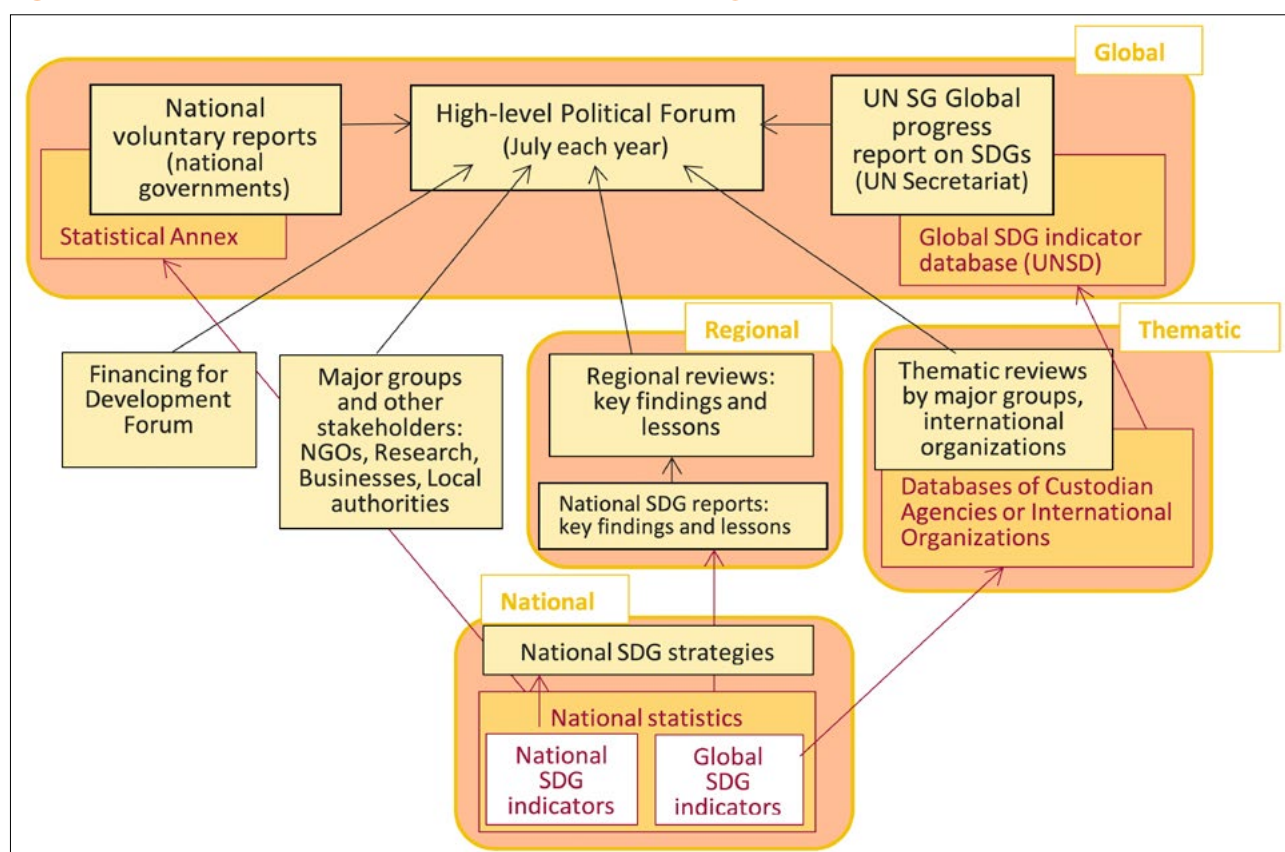 Global
National
voluntary reports
(national
governments)
High-level Political Forum
(July each year)
UN SG Global
progress
report on SDGs
(UN Secretariat)
Statistical Annex
Global SDG indicator
database (UNSD)
Regional
Thematic
Financing for
Development
Forum
Major groups
and other
stakeholders:
NGOs, Research,
Businesses, Local
authorities
Regional reviews:
key findings and
lessons
Thematic reviews
by major groups,
international
organizations
National SDG reports:
key findings and lessons
Databases of Custodian
Agencies or International
Organizations
National
National SDG strategies
National statistics
National
SDG
indicators
Global
SDG
indicators